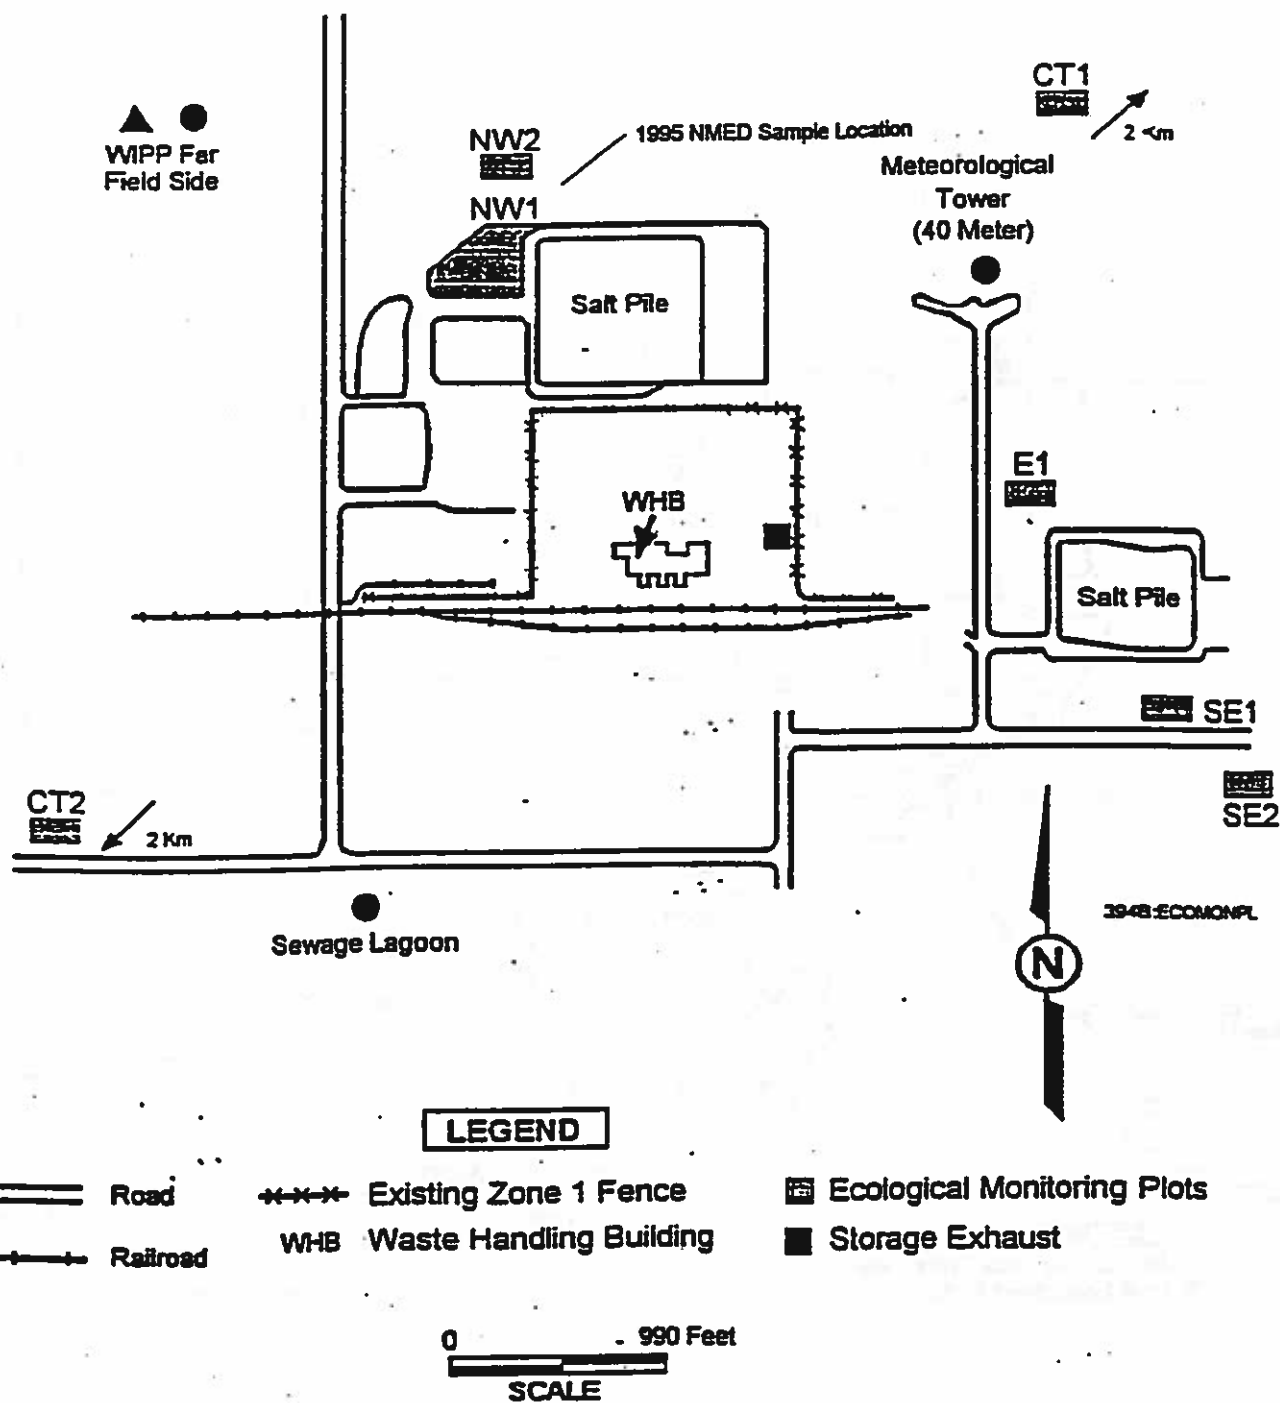 CT1
2 Km
WIPP Far
Field Side
NW2
1995 NMED Sample Location
Meteorological
Tower
(40 Meter)
NW1
Salt Pile
E1
WHB
Salt Pile
SE1
CT2
2 Km
SE2
3948:ECOMONPL
Sewage Lagoon
N
LEGEND
Road
Existing Zone 1 Fence
Ecological Monitoring Plots
Railroad
WHB Waste Handling Building
Storage Exhaust
0 990 Feet
SCALE